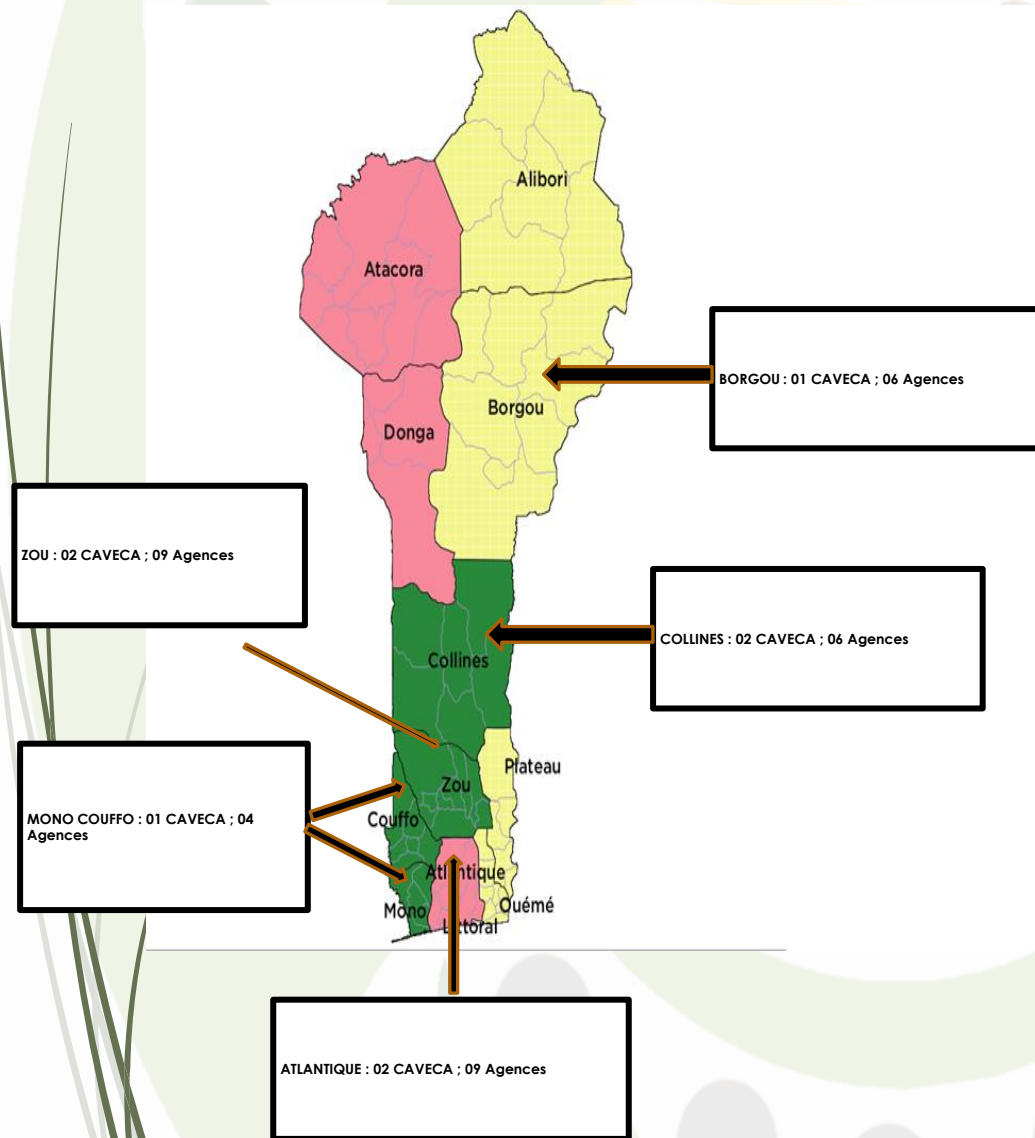 Alibori
Atacora
BORGOU : 01 CAVECA ; 06 Agences
Borgou
Donga
ZOU : 02 CAVECA ; 09 Agences
COLLINES : 02 CAVECA ; 06 Agences
Collines
Plateau
Zou
MONO COUFFO : 01 CAVECA ; 04
Agences
Couffo
Atlantique
Mono
Ouémé
Littoral
ATLANTIQUE : 02 CAVECA ; 09 Agences